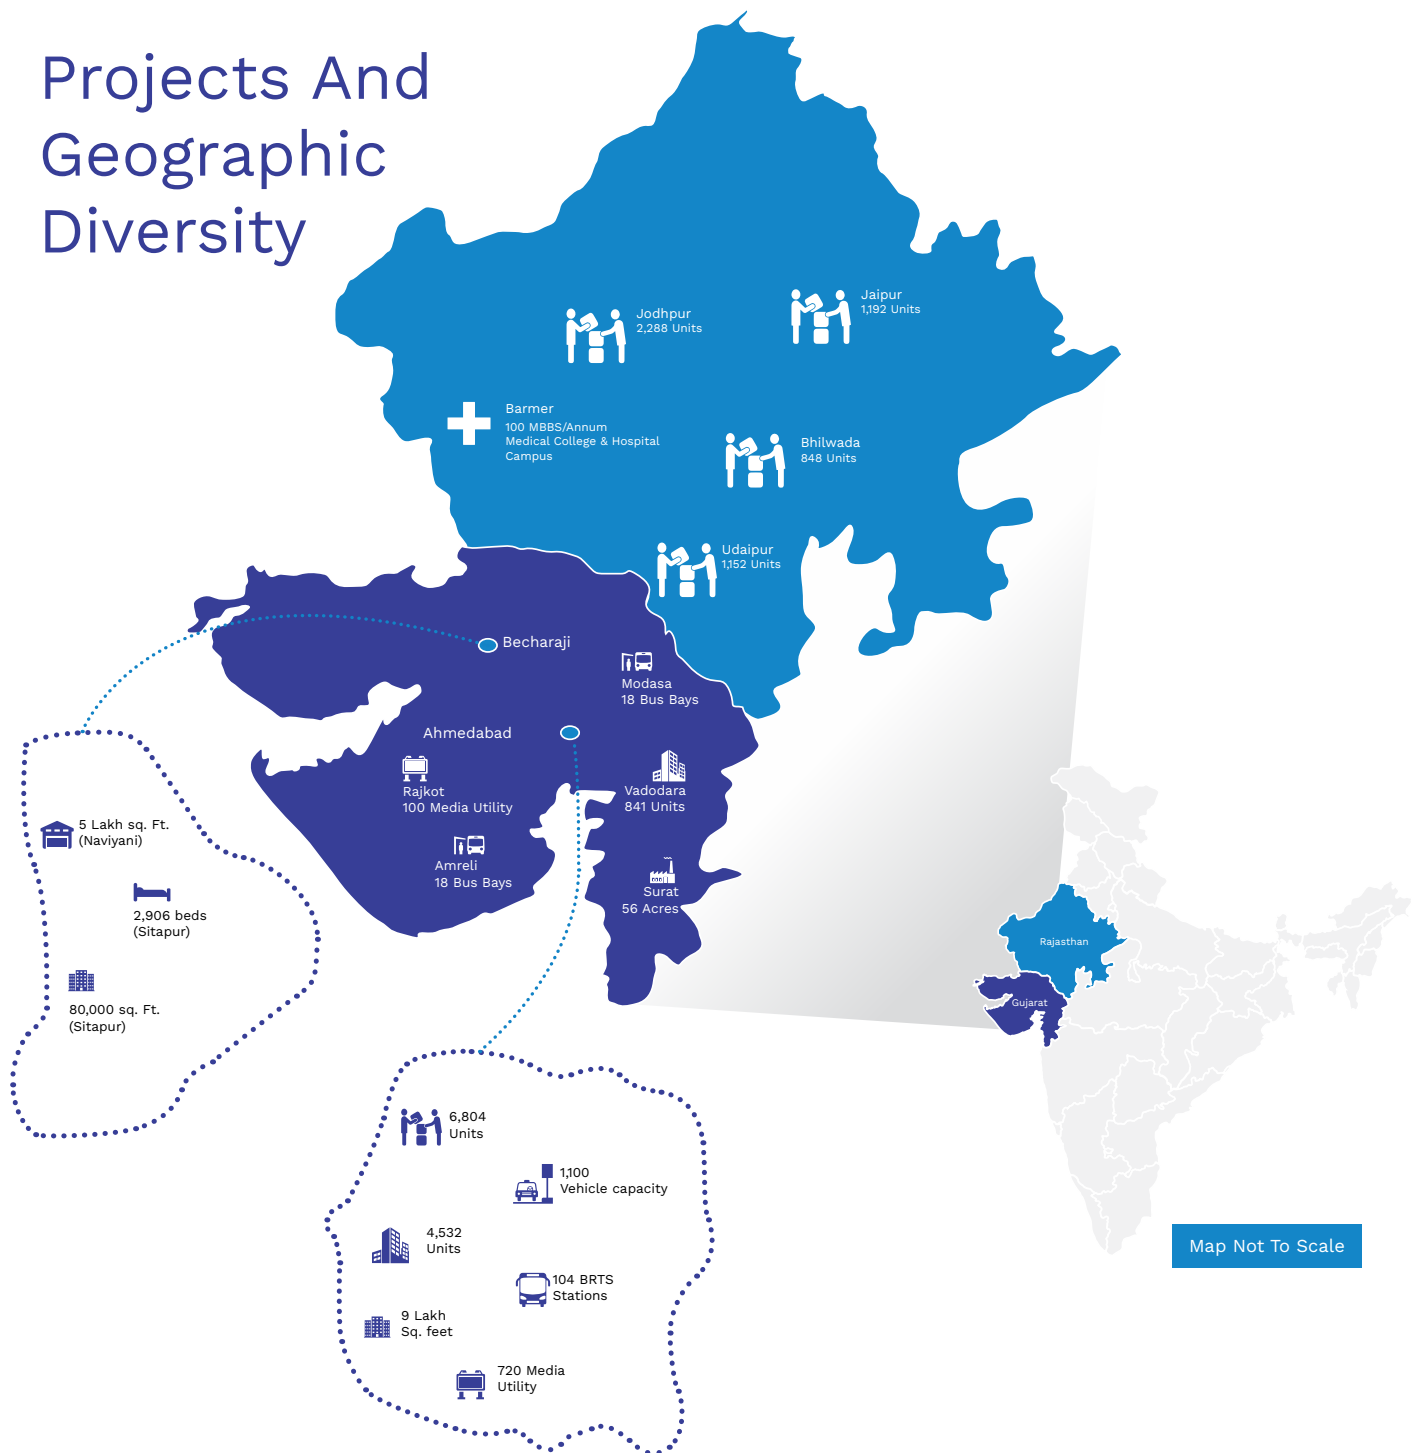 Projects And
Geographic
Diversity
Jaipur
1,192 Units
Jodhpur
2,288 Units
Barmer
100 MBBS/Annum
Medical College & Hospital
Campus
Bhilwada
848 Units
Udaipur
1,152 Units
Becharaji
Modasa
18 Bus Bays
Ahmedabad
Rajkot
100 Media Utility
Vadodara
841 Units
Amreli
18 Bus Bays
Surat
56 Acres
5 Lakh sq. Ft.
(Naviyani)
2,906 beds
(Sitapur)
80,000 sq. Ft.
(Sitapur)
Rajasthan
Gujarat
6,804
Units
1,100
Vehicle capacity
4,532
Units
104 BRTS
Stations
9 Lakh
Sq. feet
720 Media
Utility
Map Not To Scale